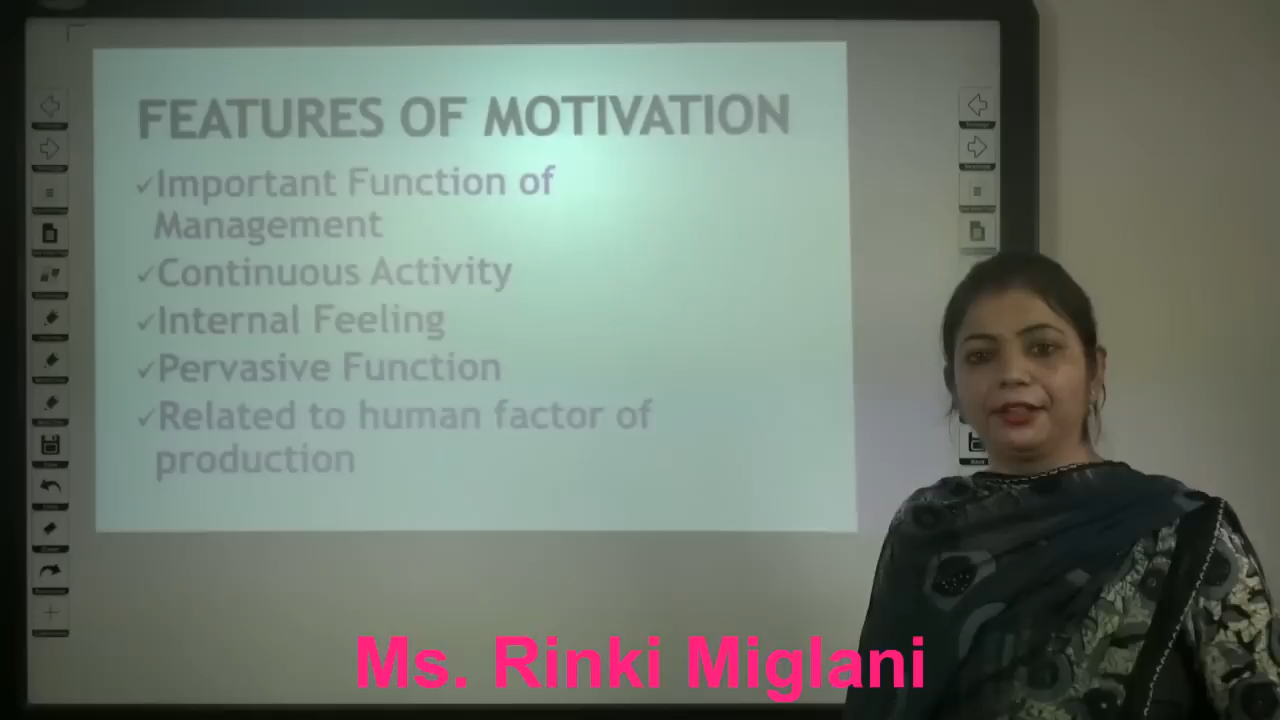 FEATURES OF MOTIVATION
✓Important Function of
Management
✓Continuous Activity
✓Internal Feeling
✓Pervasive Function
✓Related to human factor of
production
Ms. Rinki Miglani